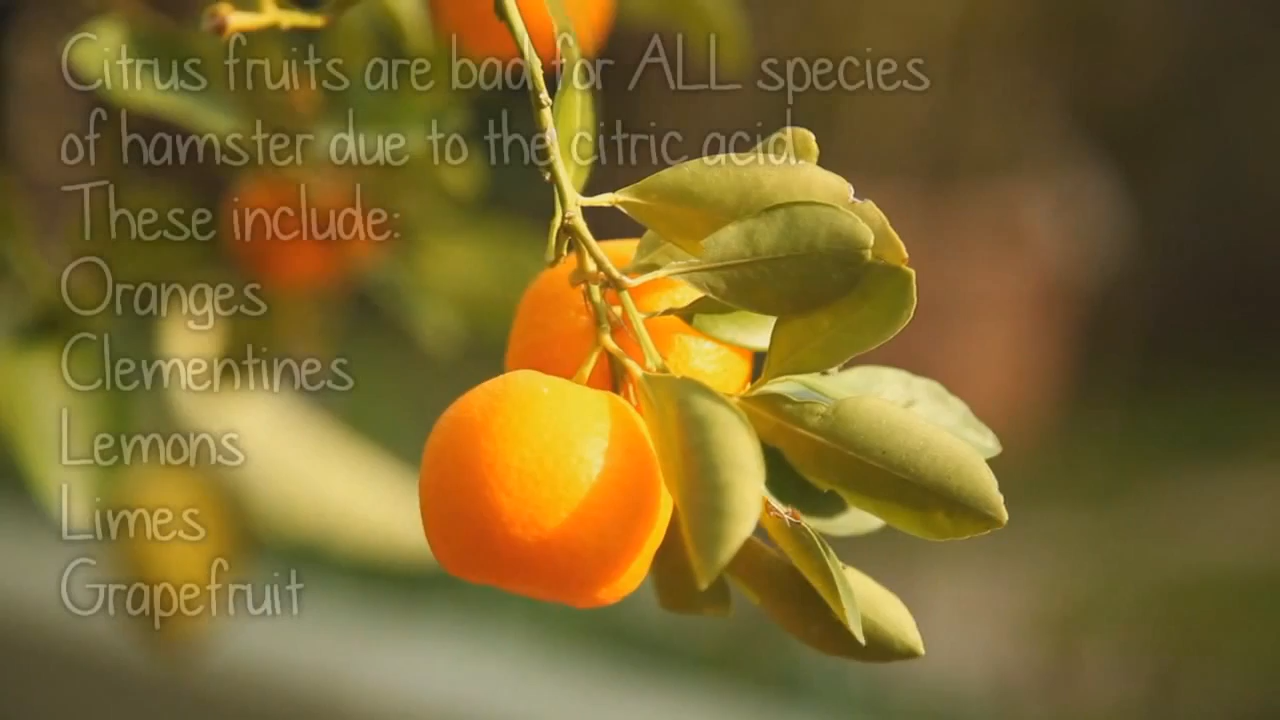 Citrus fruits are bad for ALL species
of hamster due to the citric acid.
These include:
Oranges
Clementines
Lemons
Limes
Grapefruit